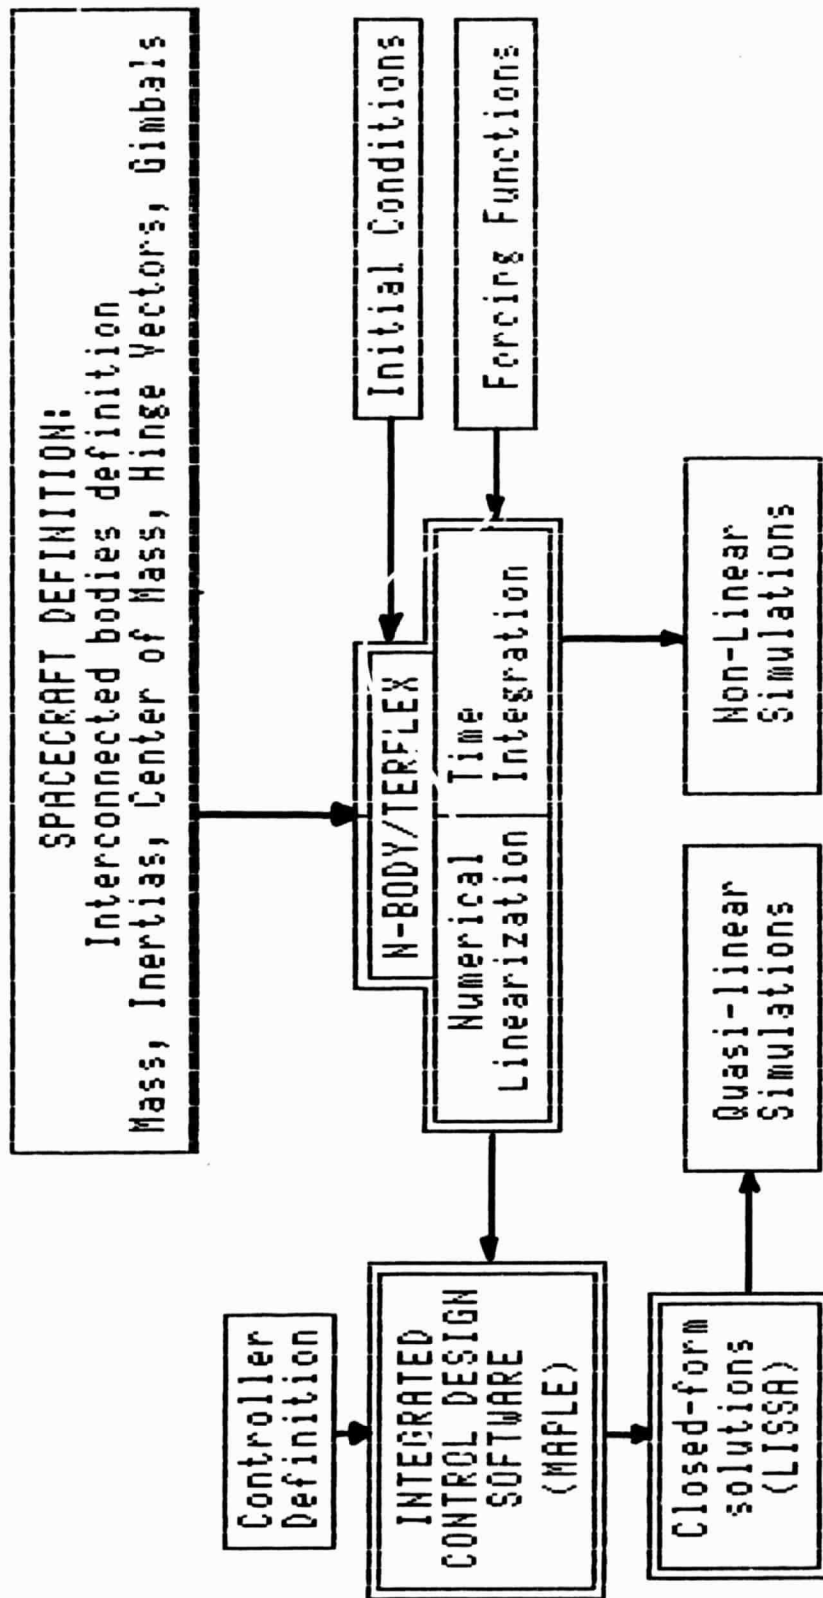 SPACECRAFT DEFINITION:
Interconnected bodies definition
Mass, Inertias, Center of Mass, Hinge Vectors, Gimbals
Initial Conditions
Forcing Functions
N-BODY/TERFLEX
Numerical
Linearization
Time
Integration
Controller
Definition
INTEGRATED
CONTROL DESIGN
SOFTWARE
(MAPLE)
Closed-form
solutions
(LISSA)
Quasi-linear
Simulations
Non-Linear
Simulations